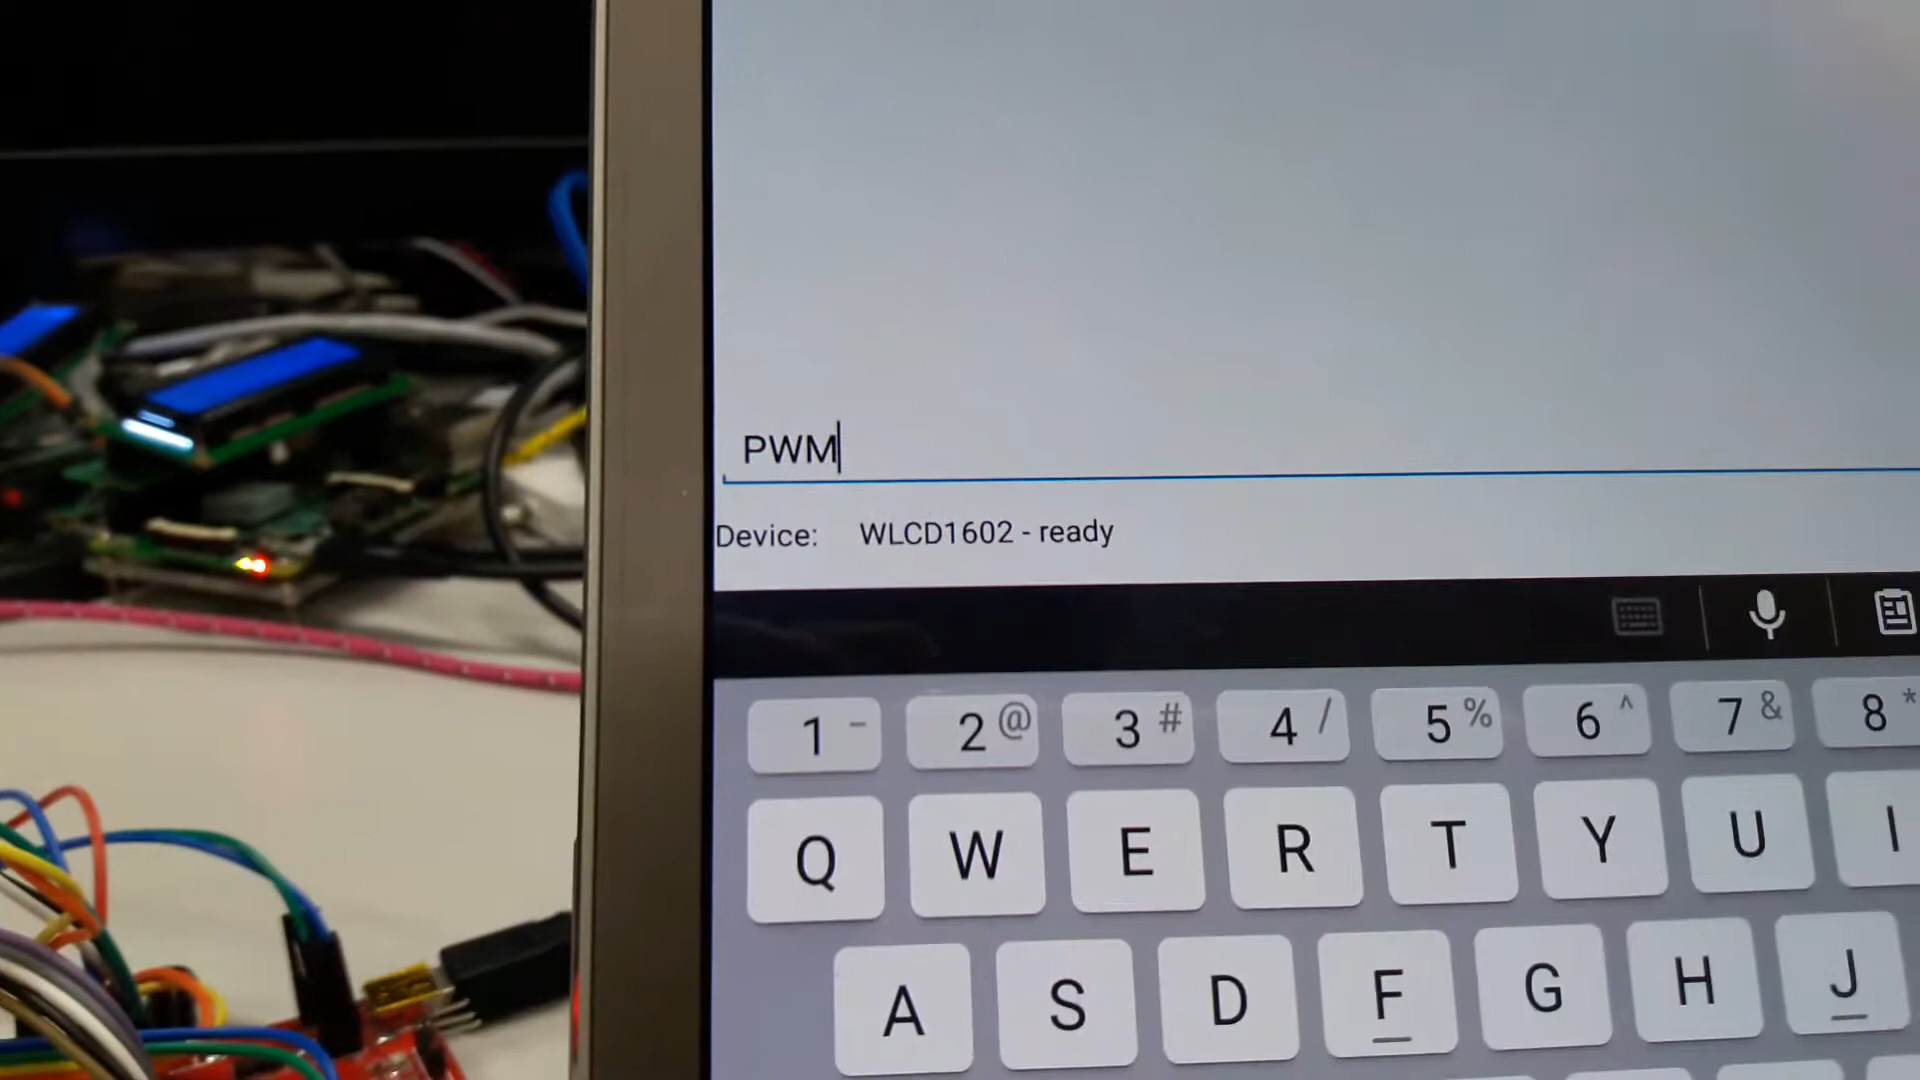 PWM
Device: WLCD1602 - ready
1 - 2 @ 3 # 4 / 5 % 6 ^ 7 & 8 *
Q W E R T Y U I
A S D F G H J